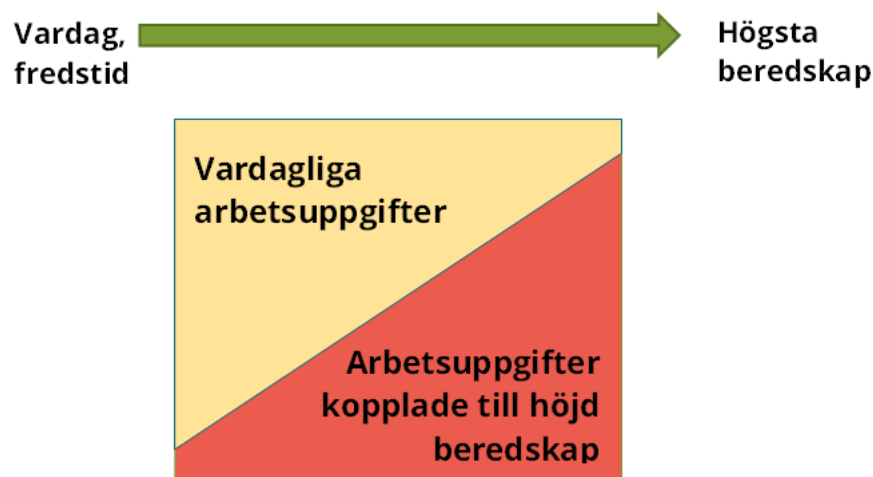 Vardag,
fredstid
Högsta
beredskap
Vardagliga
arbetsuppgifter
Arbetsuppgifter
kopplade till höjd
beredskap